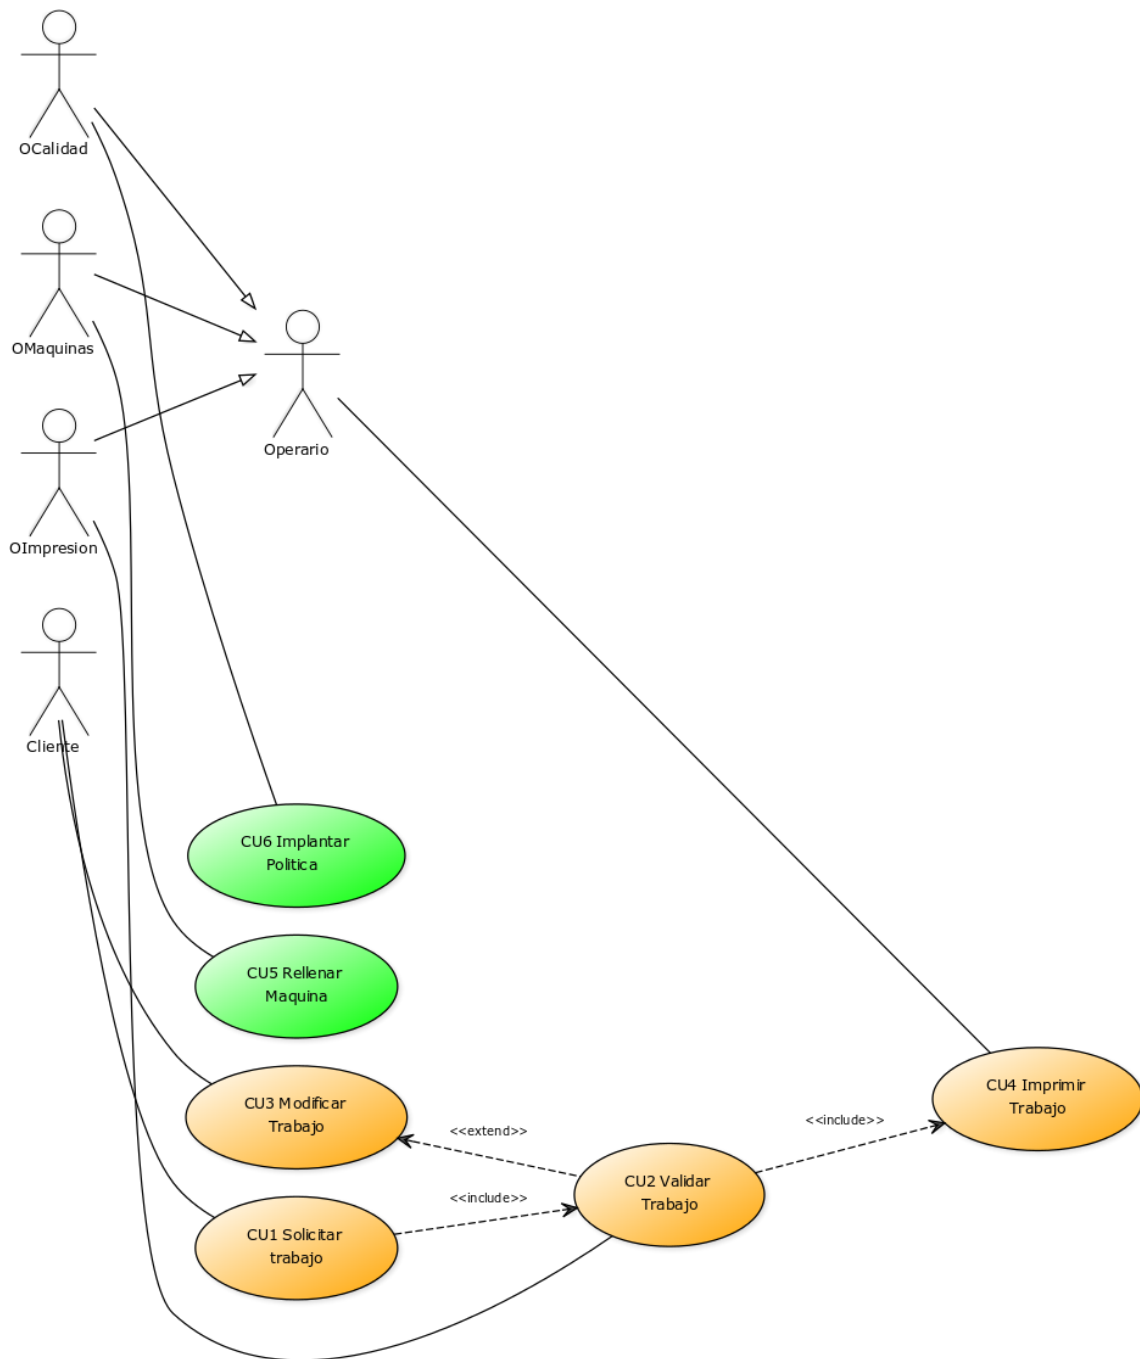 OCalidad
OMaquinas
Operario
OImpresion
Cliente
CU6 Implantar
Politica
CU5 Rellenar
Maquina
CU3 Modificar
Trabajo
<<extend>>
<<include>>
CU4 Imprimir
Trabajo
CU2 Validar
Trabajo
<<include>>
CU1 Solicitar
trabajo